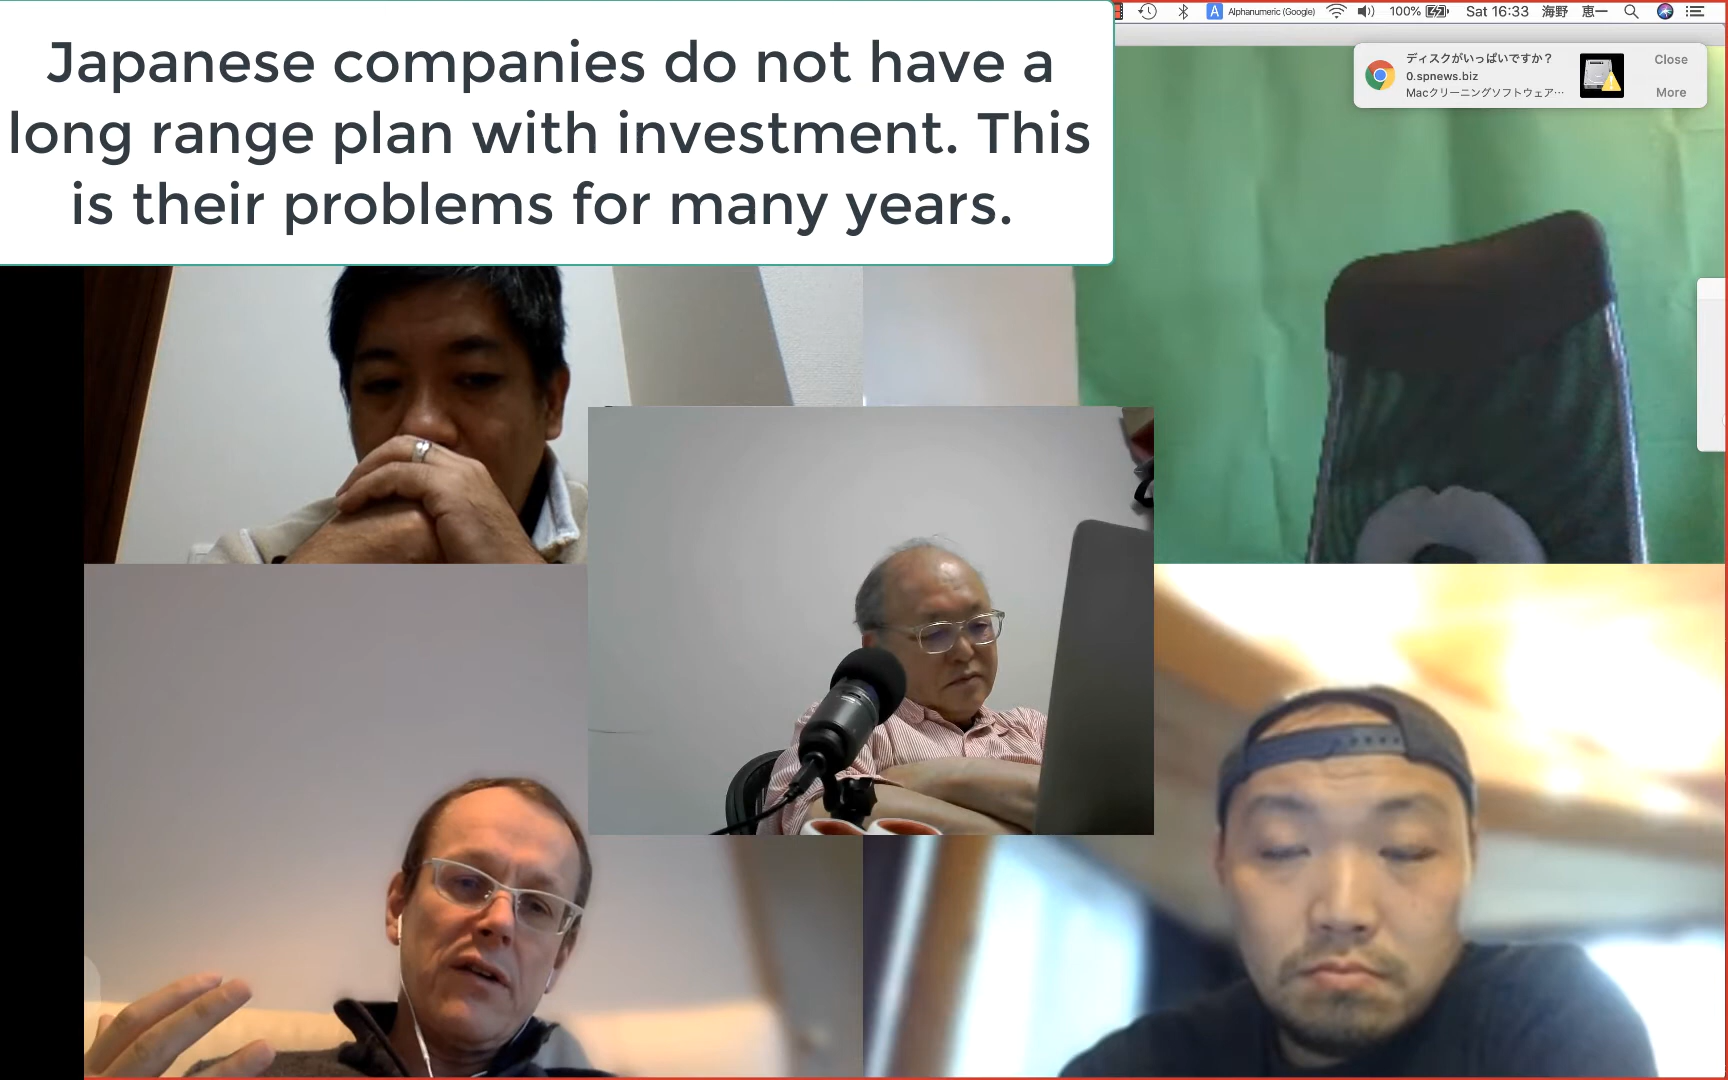 Japanese companies do not have a
long range plan with investment. This
is their problems for many years.
A Alphanumeric (Google) 100% Sat 16:33 海野 恵一
ディスクがいっぱいですか？ Close
0.spnews.biz
Macクリーニングソフトウェア… More